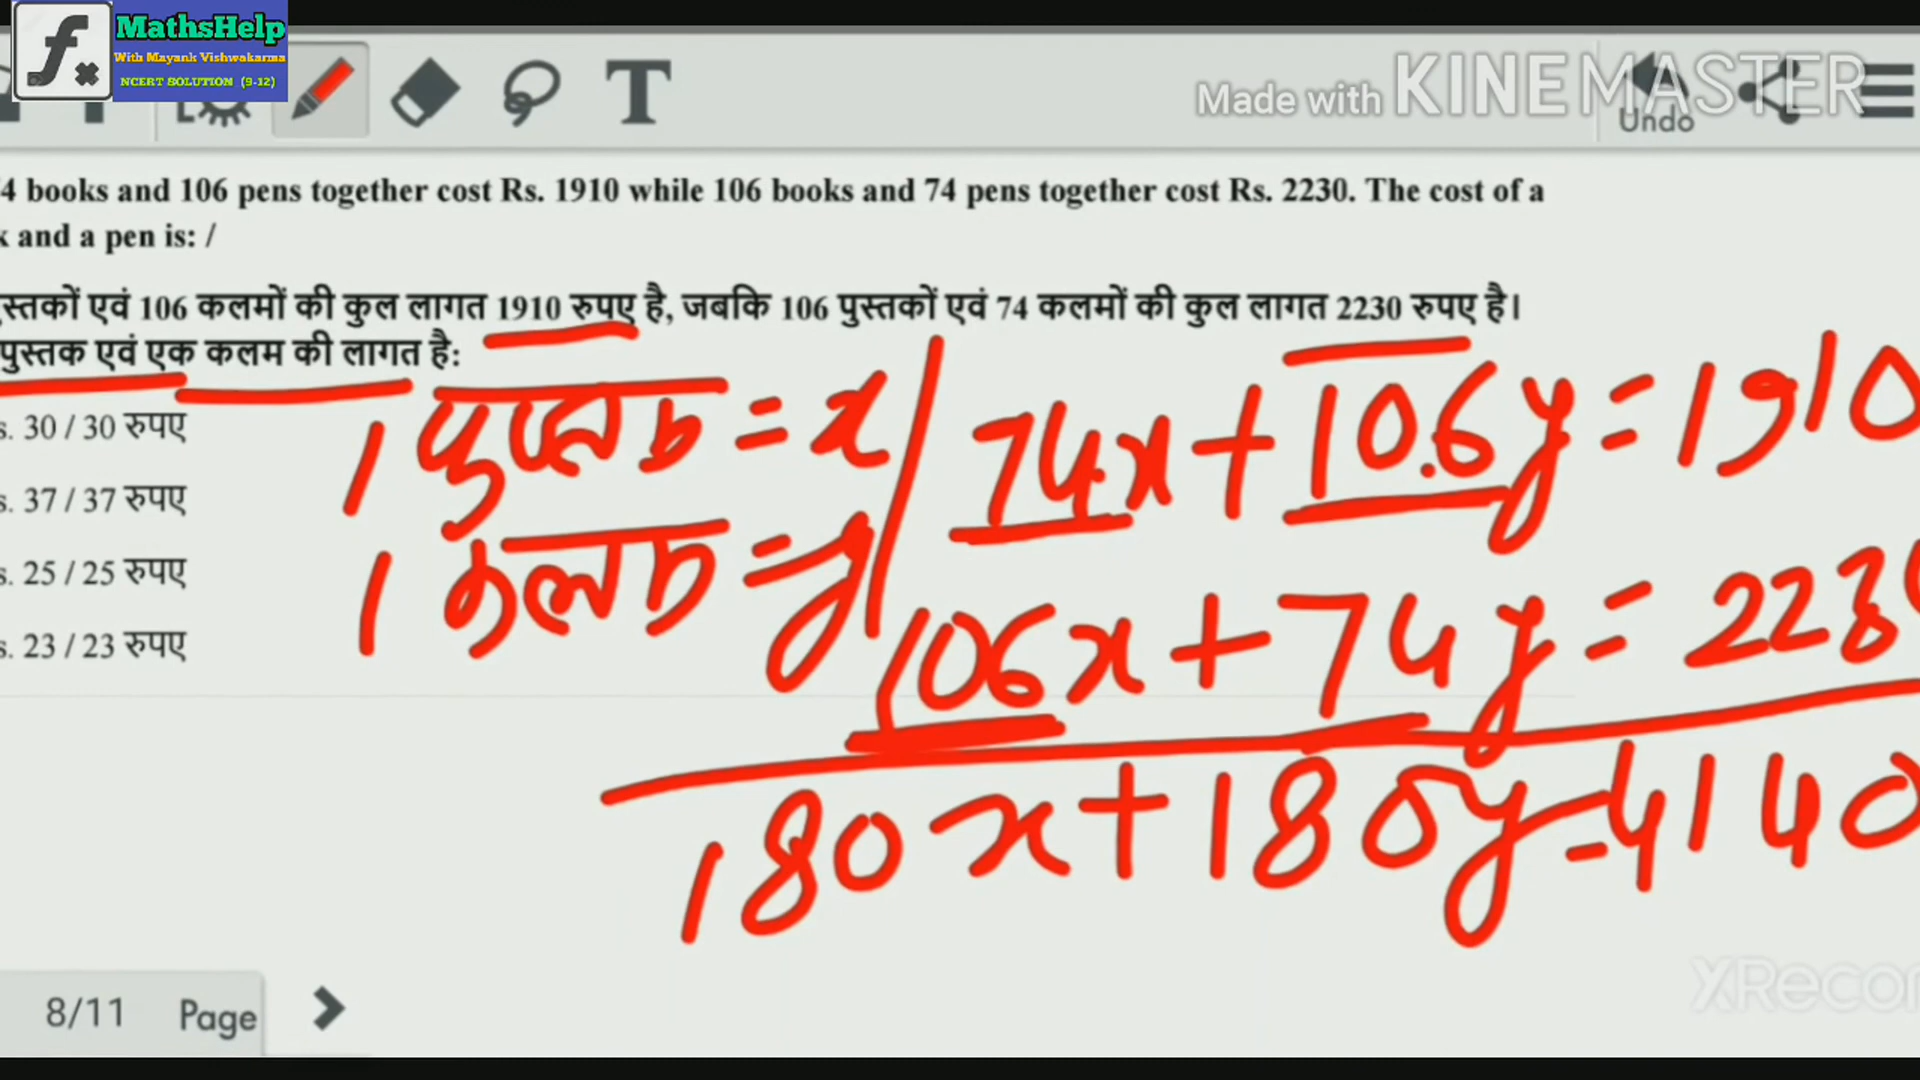 MathsHelp
With Mayank Vishwakarma
NCERT SOLUTION (9-12)
T
Made with KINEMASTER
Undo
4 books and 106 pens together cost Rs. 1910 while 106 books and 74 pens together cost Rs. 2230. The cost of a
k and a pen is: /
स्तकों एवं 106 कलमों की कुल लागत 1910 रुपए है, जबकि 106 पुस्तकों एवं 74 कलमों की कुल लागत 2230 रुपए है।
पुस्तक एवं एक कलम की लागत है:
s. 30 / 30 रुपए
s. 37 / 37 रुपए
s. 25 / 25 रुपए
s. 23 / 23 रुपए
1 पुस्तक = x
1 कलम = y
74x + 106y = 1910
106x + 74y = 223
180x + 180y = 4140
8/11 Page
XRecor